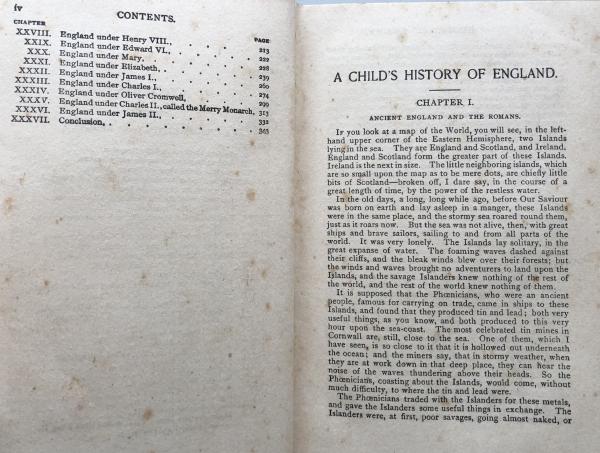 iv
CONTENTS.
CHAPTER PAGE
XXVIII. England under Henry VIII., . . . . . . 213
XXIX. England under Edward VI., . . . . . . 222
XXX. England under Mary, . . . . . . 228
XXXI. England under Elizabeth, . . . . . . 239
XXXII. England under James I., . . . . . . 260
XXXIII. England under Charles I., . . . . . . 274
XXXIV. England under Oliver Cromwell, . . . . . . 299
XXXV. England under Charles II., called the Merry Monarch, . 313
XXXVI. England under James II., . . . . . . 332
XXXVII. Conclusion, . . . . . . 345
A CHILD'S HISTORY OF ENGLAND.
CHAPTER I.
ANCIENT ENGLAND AND THE ROMANS.
If you look at a map of the World, you will see, in the left-
hand upper corner of the Eastern Hemisphere, two Islands
lying in the sea. They are England and Scotland, and Ireland.
England and Scotland form the greater part of these Islands.
Ireland is the next in size. The little neighboring islands, which
are so small upon the map as to be mere dots, are chiefly little
bits of Scotland—broken off, I dare say, in the course of a
great length of time, by the power of the restless water.
In the old days, a long, long while ago, before Our Saviour
was born on earth and lay asleep in a manger, these Islands
were in the same place, and the stormy sea roared round them,
just as it roars now. But the sea was not alive, then, with great
ships and brave sailors, sailing to and from all parts of the
world. It was very lonely. The Islands lay solitary, in the
great expanse of water. The foaming waves dashed against
their cliffs, and the bleak winds blew over their forests; but
the winds and waves brought no adventurers to land upon the
Islands, and the savage Islanders knew nothing of the rest of
the world, and the rest of the world knew nothing of them.
It is supposed that the Phœnicians, who were an ancient
people, famous for carrying on trade, came in ships to these
Islands, and found that they produced tin and lead; both very
useful things, as you know, and both produced to this very
hour upon the sea-coast. The most celebrated tin mines in
Cornwall are, still, close to the sea. One of them, which I
have seen, is so close to it that it is hollowed out underneath
the ocean; and the miners say, that in stormy weather, when
they are at work down in that deep place, they can hear the
noise of the waves thundering above their heads. So the
Phœnicians, coasting about the Islands, would come, without
much difficulty, to where the tin and lead were.
The Phœnicians traded with the Islanders for these metals,
and gave the Islanders some useful things in exchange. The
Islanders were, at first, poor savages, going almost naked, or